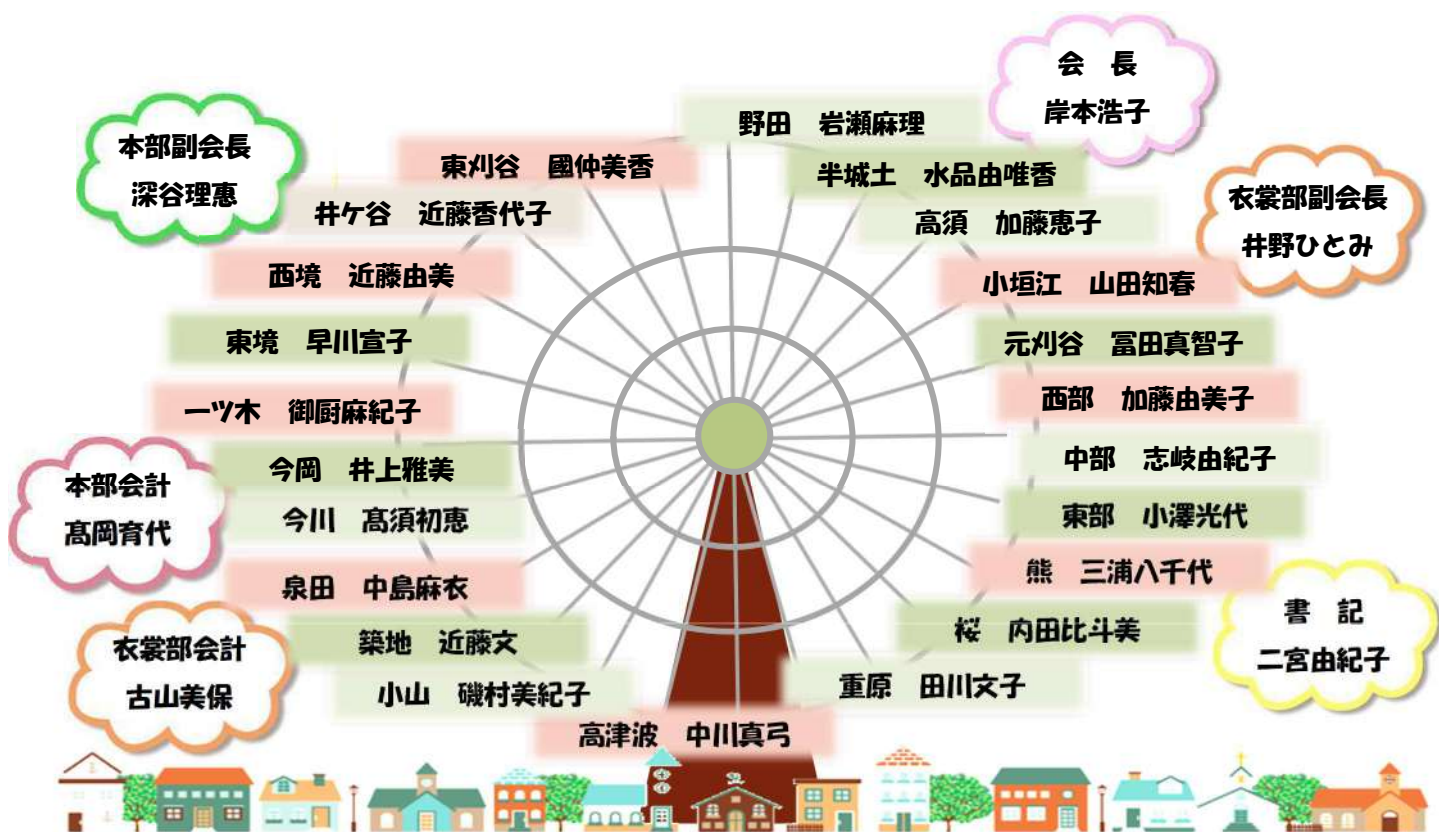 会　長
岸本浩子
本部副会長
深谷理恵
衣裳部副会長
井野ひとみ
本部会計
髙岡育代
衣裳部会計
古山美保
書　記
二宮由紀子
野田　岩瀬麻理
半城土　水品由唯香
高須　加藤恵子
小垣江　山田知春
元刈谷　冨田真智子
西部　加藤由美子
中部　志岐由紀子
東部　小澤光代
熊　三浦八千代
桜　内田比斗美
重原　田川文子
高津波　中川真弓
小山　磯村美紀子
築地　近藤文
泉田　中島麻衣
今川　髙須初恵
今岡　井上雅美
一ツ木　御厨麻紀子
東境　早川宣子
西境　近藤由美
井ケ谷　近藤香代子
東刈谷　國仲美香